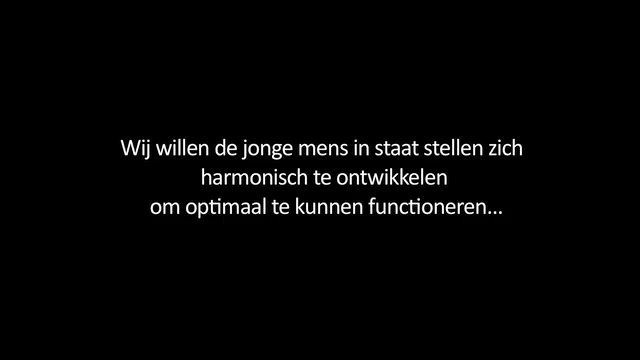 Wij willen de jonge mens in staat stellen zich
harmonisch te ontwikkelen
om optimaal te kunnen functioneren...